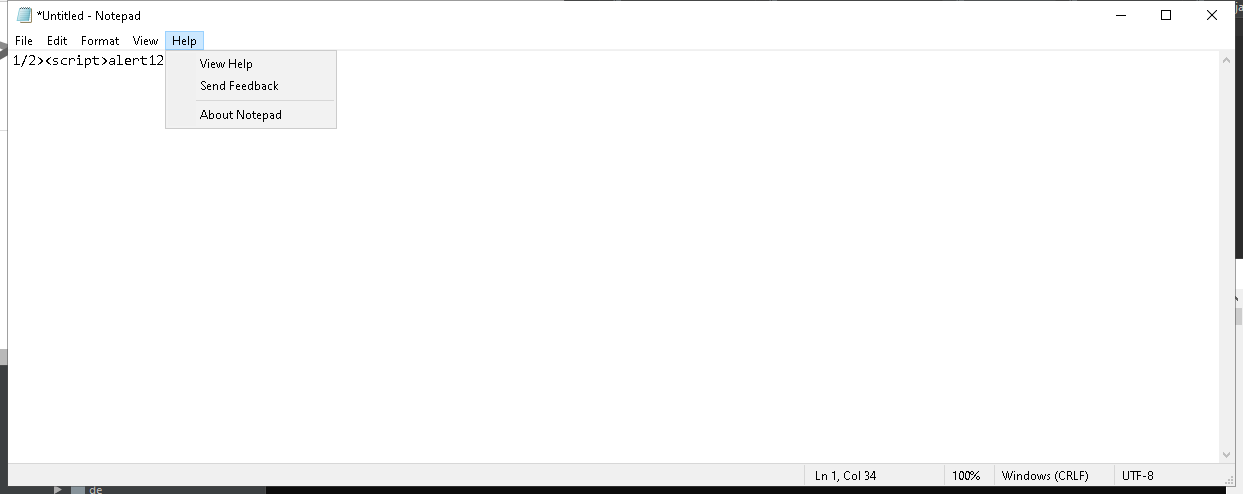 *Untitled - Notepad
File Edit Format View Help
1/2><script>alert12
View Help
Send Feedback
About Notepad
Ln 1, Col 34 100% Windows (CRLF) UTF-8
de